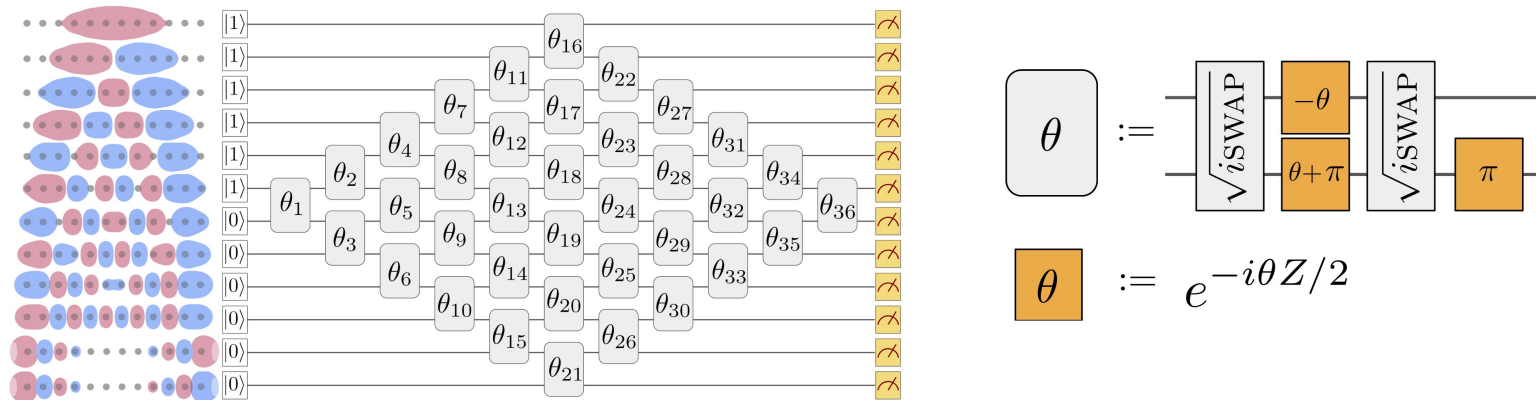 |1⟩
θ16
|1⟩
θ11 θ22
|1⟩
θ7 θ17 θ27
|1⟩
θ4 θ12 θ23 θ31
|1⟩
θ2 θ8 θ18 θ28 θ34
|1⟩
θ1 θ5 θ13 θ24 θ32 θ36
|0⟩
θ3 θ9 θ19 θ29 θ35
|0⟩
θ6 θ14 θ25 θ33
|0⟩
θ10 θ20 θ30
|0⟩
θ15 θ26
|0⟩
θ21
|0⟩
θ :=
√iSWAP
−θ
θ+π
√iSWAP
π
θ := e^{−iθZ/2}